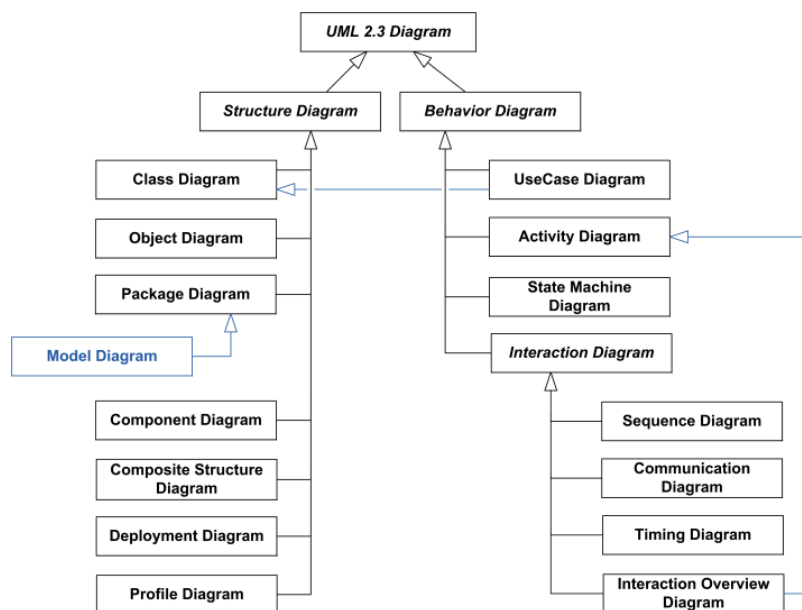 UML 2.3 Diagram
Structure Diagram
Behavior Diagram
Class Diagram
UseCase Diagram
Object Diagram
Activity Diagram
Package Diagram
State Machine
Diagram
Model Diagram
Interaction Diagram
Component Diagram
Sequence Diagram
Composite Structure
Diagram
Communication
Diagram
Deployment Diagram
Timing Diagram
Profile Diagram
Interaction Overview
Diagram